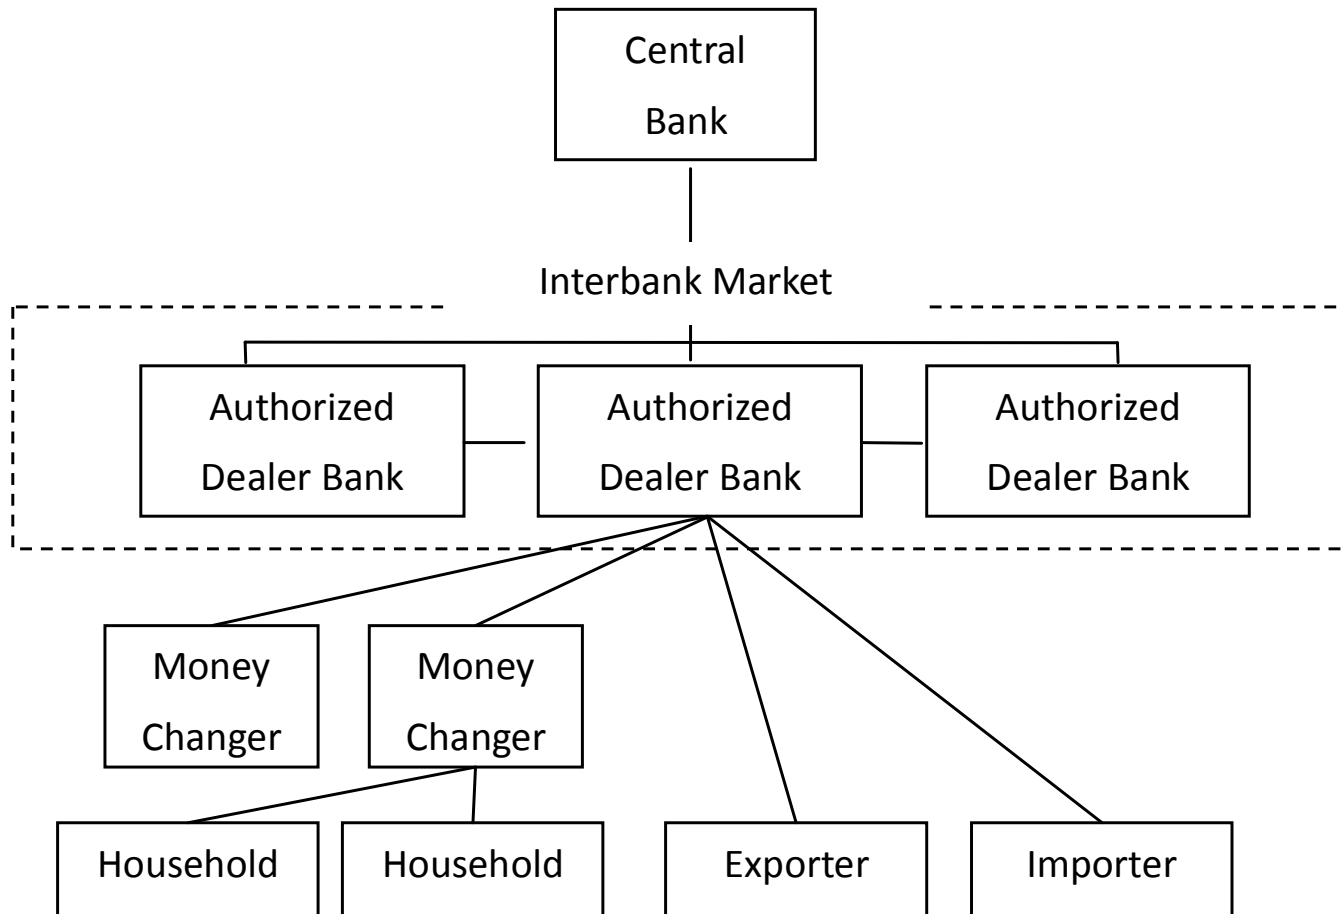 Central
Bank
Interbank Market
Authorized
Dealer Bank
Authorized
Dealer Bank
Authorized
Dealer Bank
Money
Changer
Money
Changer
Household
Household
Exporter
Importer